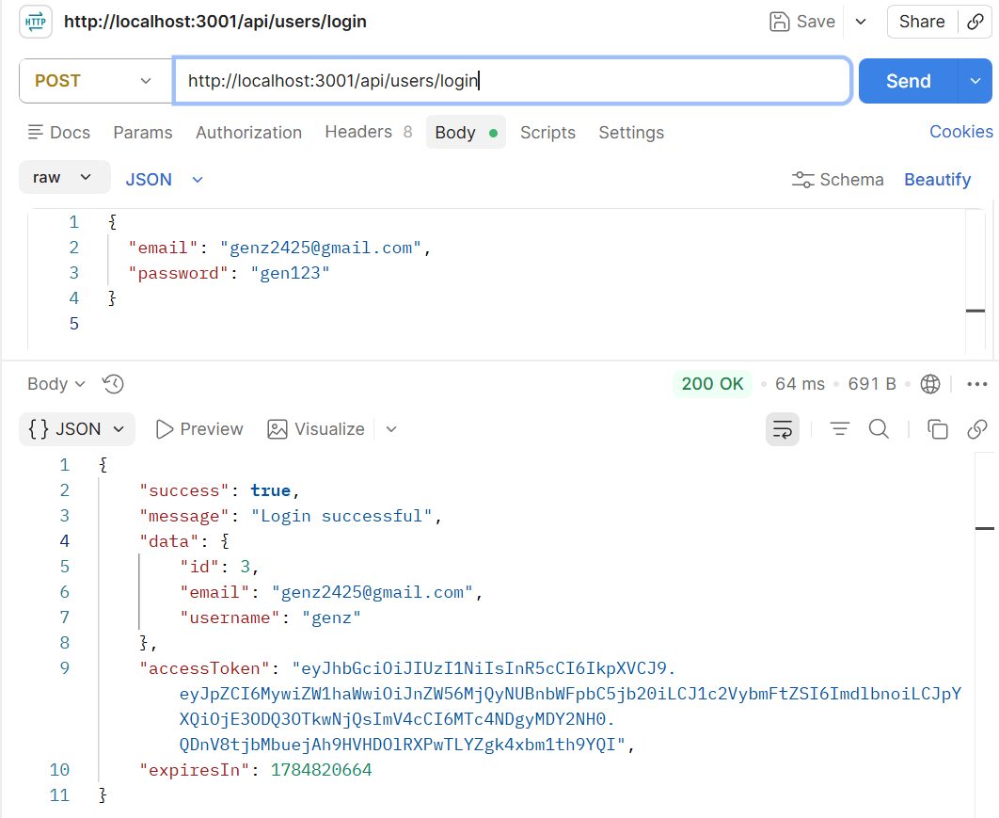 HTTP http://localhost:3001/api/users/login Save Share
POST http://localhost:3001/api/users/login Send
Docs Params Authorization Headers 8 Body Scripts Settings Cookies
raw JSON Schema Beautify
1 {
2 "email": "genz2425@gmail.com",
3 "password": "gen123"
4 }
5
Body 200 OK 64 ms 691 B
{} JSON Preview Visualize
1 {
2 "success": true,
3 "message": "Login successful",
4 "data": {
5 "id": 3,
6 "email": "genz2425@gmail.com",
7 "username": "genz"
8 },
9 "accessToken": "eyJhbGciOiJIUzI1NiIsInR5cCI6IkpXVCJ9.
eyJpZCI6MywiZW1haWwiOiJnZW56MjQyNUBnbWFpbC5jb20iLCJ1c2VybmFtZSI6ImdlbnoiLCJpY
XQiOjE3ODQ3OTkwNjQsImV4cCI6MTc4NDgyMDY2NH0.
QDnV8tjbMbuejAh9HVHDOlRXPwTLYZgk4xbm1th9YQI",
10 "expiresIn": 1784820664
11 }